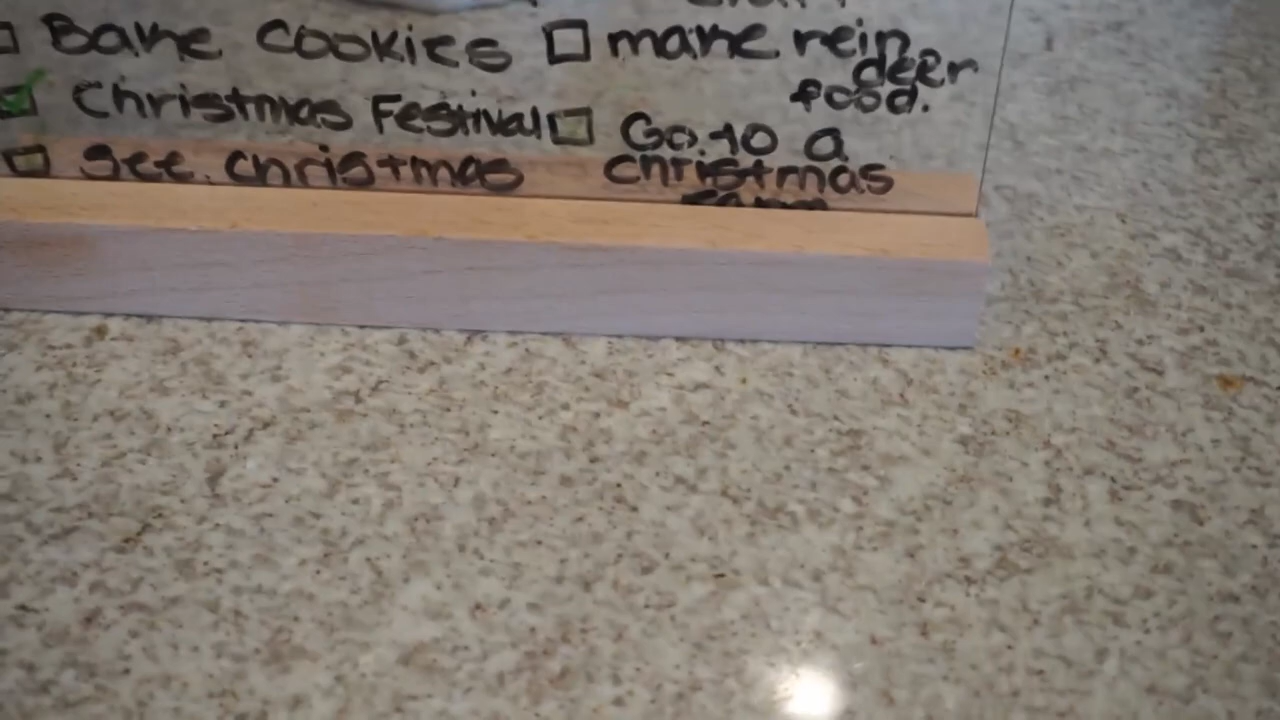 Bake cookies
make rein
deer
food.
Christmas Festival
Go to a
See christmas
christmas